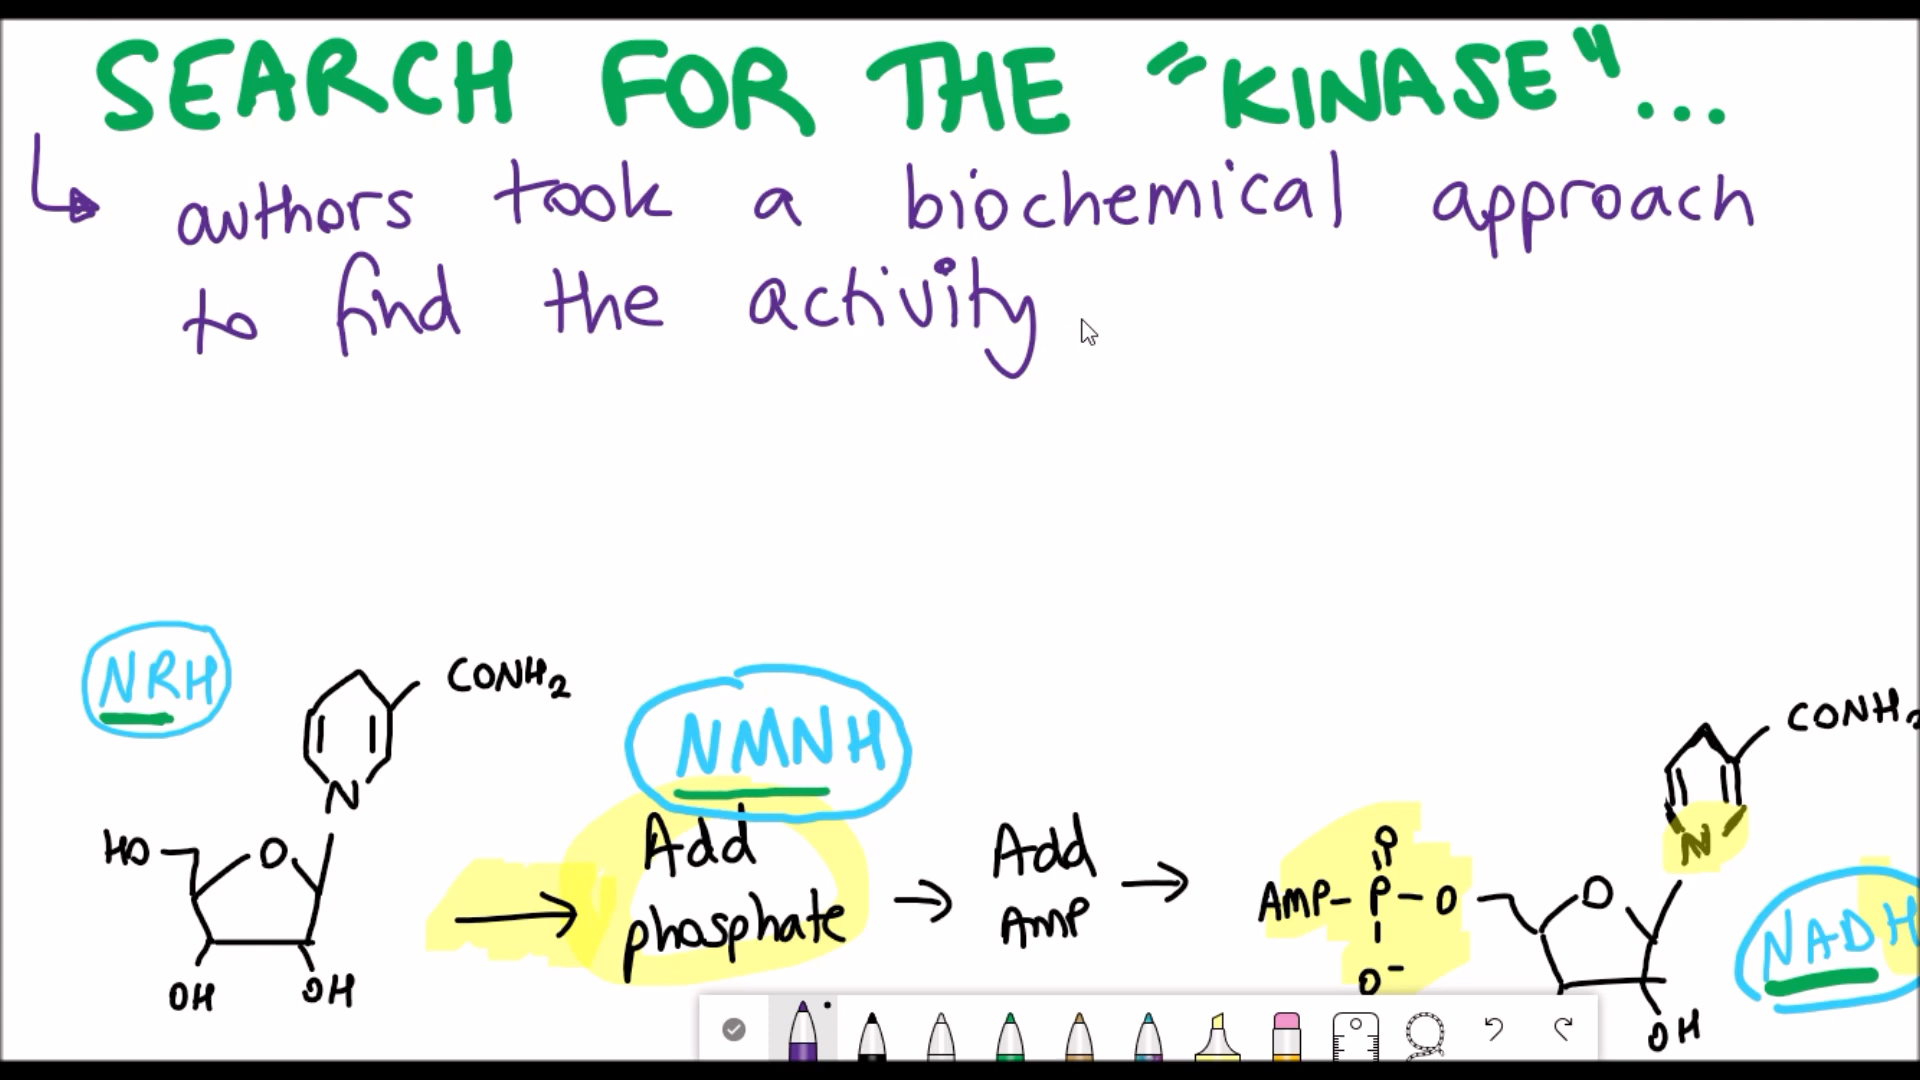 SEARCH FOR THE "KINASE"...
authors took a biochemical approach
to find the activity
NRH
CONH2
NMNH
CONH2
N
HO
O
Add
Add
O
N
phosphate
AMP
AMP-P-O
O
NADH
OH
OH
O-
OH